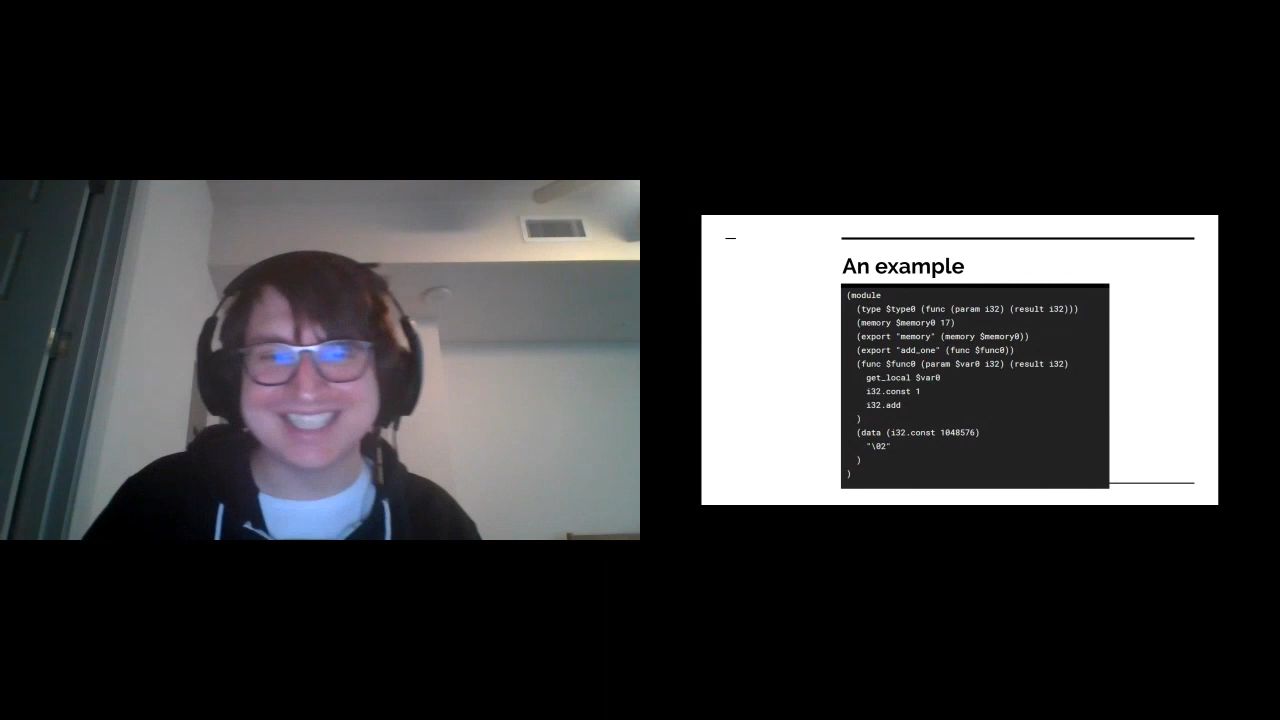 An example
(module
  (type $type0 (func (param i32) (result i32)))
  (memory $memory0 17)
  (export "memory" (memory $memory0))
  (export "add_one" (func $func0))
  (func $func0 (param $var0 i32) (result i32)
    get_local $var0
    i32.const 1
    i32.add
  )
  (data (i32.const 1048576)
    "\02"
  )
)